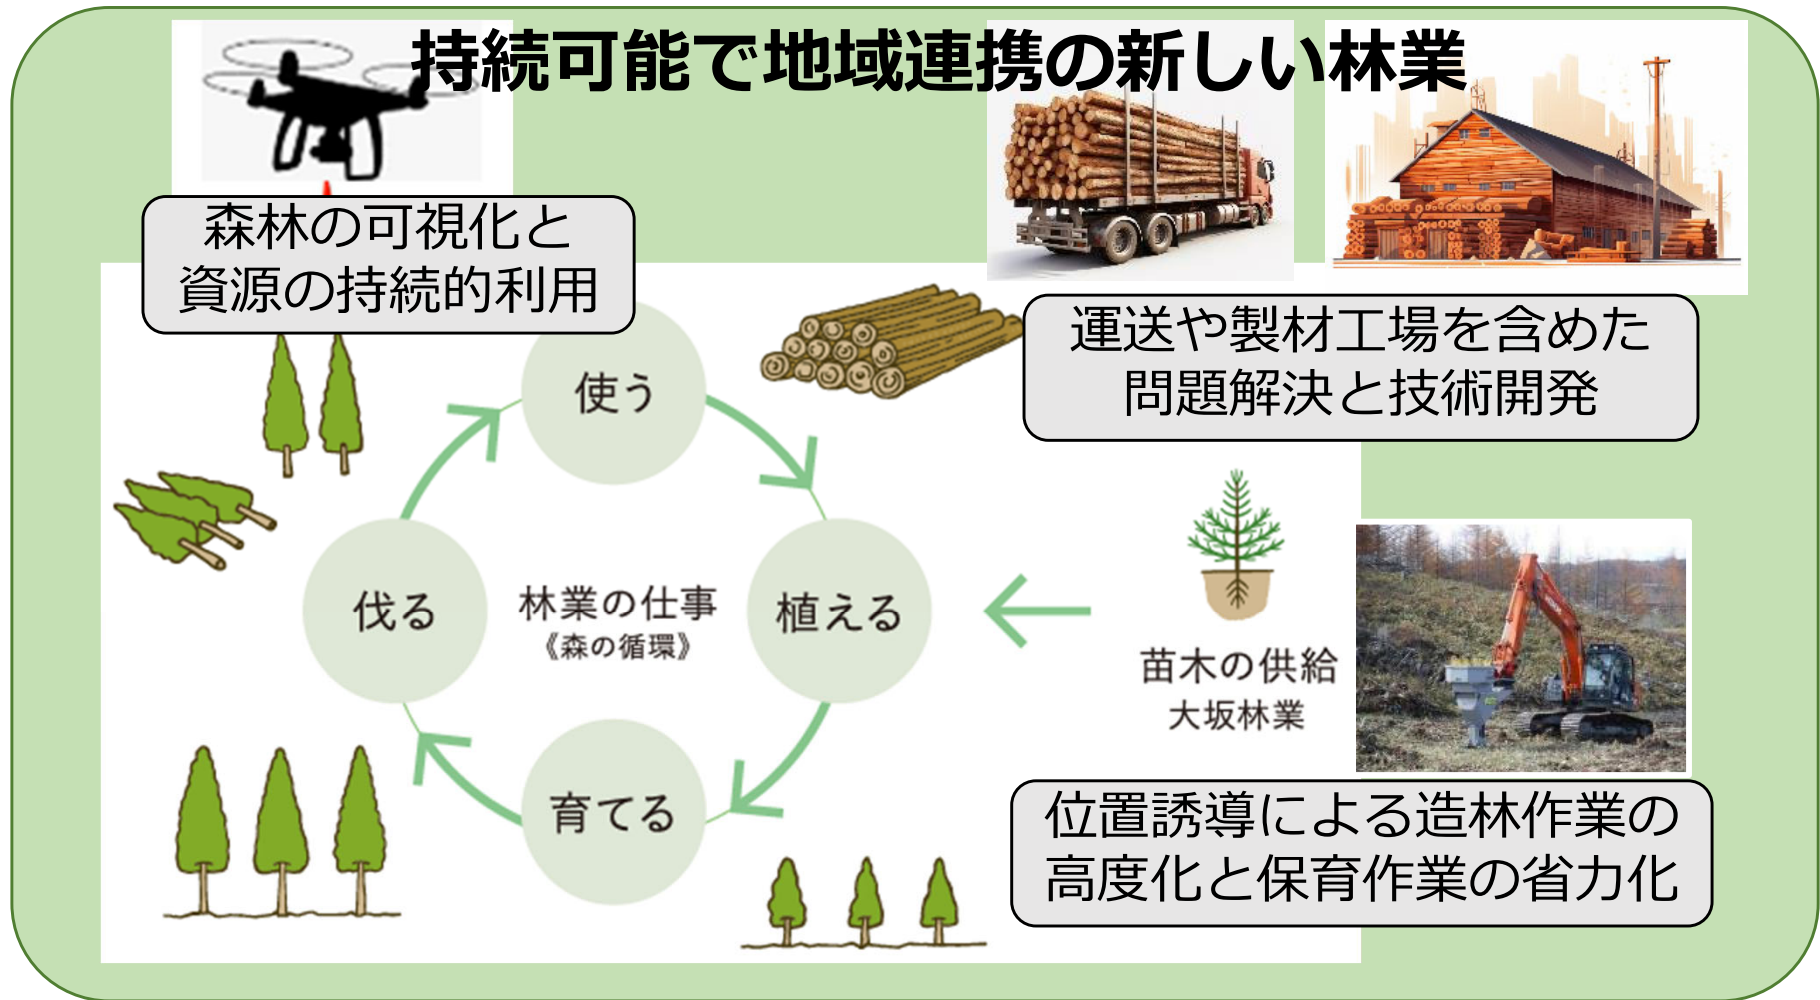 持続可能で地域連携の新しい林業
森林の可視化と
資源の持続的利用
運送や製材工場を含めた
問題解決と技術開発
使う
伐る
林業の仕事
《森の循環》
植える
育てる
苗木の供給
大坂林業
位置誘導による造林作業の
高度化と保育作業の省力化